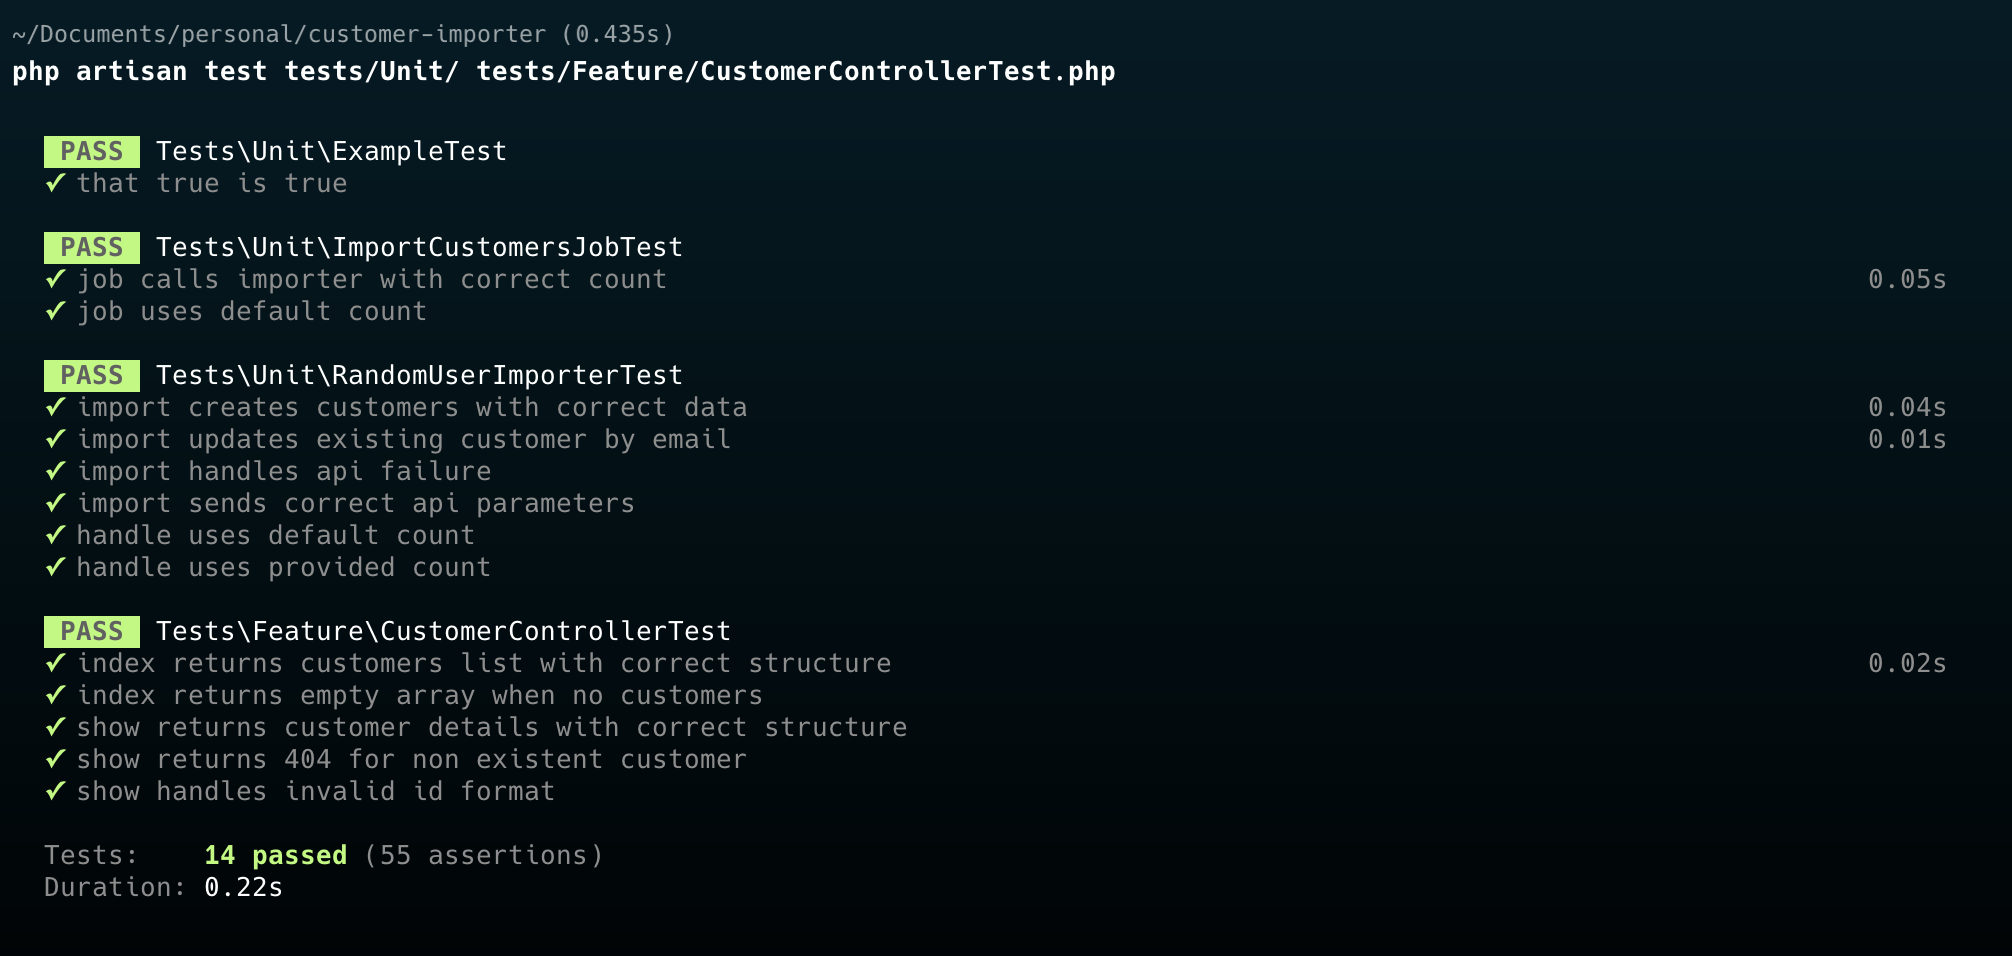 ~/Documents/personal/customer-importer (0.435s)
php artisan test tests/Unit/ tests/Feature/CustomerControllerTest.php
PASS Tests\Unit\ExampleTest
✓ that true is true
PASS Tests\Unit\ImportCustomersJobTest
✓ job calls importer with correct count 0.05s
✓ job uses default count
PASS Tests\Unit\RandomUserImporterTest
✓ import creates customers with correct data 0.04s
✓ import updates existing customer by email 0.01s
✓ import handles api failure
✓ import sends correct api parameters
✓ handle uses default count
✓ handle uses provided count
PASS Tests\Feature\CustomerControllerTest
✓ index returns customers list with correct structure 0.02s
✓ index returns empty array when no customers
✓ show returns customer details with correct structure
✓ show returns 404 for non existent customer
✓ show handles invalid id format
Tests: 14 passed (55 assertions)
Duration: 0.22s